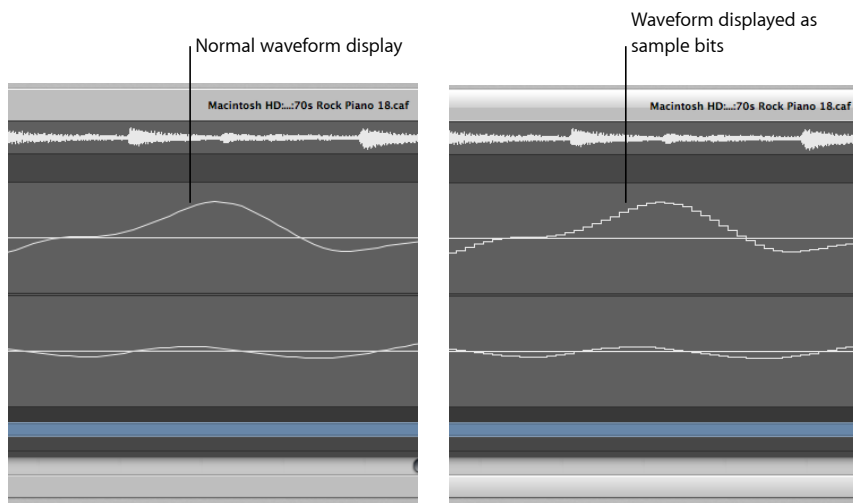 Normal waveform display
Waveform displayed as
sample bits
Macintosh HD:...:70s Rock Piano 18.caf
Macintosh HD:...:70s Rock Piano 18.caf